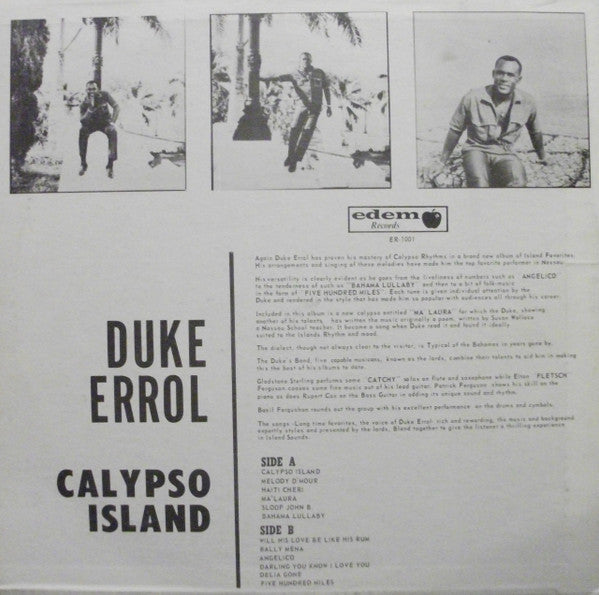 edem
Records
ER-1001
Again Duke Errol has proven his mastery of Calypso Rhythms in a brand new album of Island Favorites
His arrangements and singing of these melodies have made him the top favorite performer in Nassau
His versatility is clearly evident as he goes from the liveliness of numbers such as "ANGELICO"
to the tenderness of such as "BAHAMA LULLABY" and then to a bit of folk-music
in the form of "FIVE HUNDRED MILES" Each tune is given individual attention by the
Duke and rendered in the style that has made him so popular with audiences all through his career.
Included in this album is a new calypso entitled "MA LAURA" for which the Duke, showing
another of his talents, has written the music originally a poem, written by Susan Wallace
a Nassau School teacher. It become a song when Duke read it and found it ideally
suited to the Islands Rhythm and mood.
The dialect, though not always clear to the visitor, is Typical of the Bahamas in years gone by.
The Duke's Band, five capable musicans, known as the lords, combine their talents to aid him in making
this the best of his albums to date.
Gladstone Sterling performs some "CATCHY" solos on flute and saxophone while Elton "FLETSCH"
Ferguson cooses some fine music out of his lead guitar. Patrick Ferguson shows his skill on the
piano as does Rupert Cox on the Bass Guitar in adding its unique sound and rhythm.
Basil Fergushan rounds out the group with his excellent performance on the drums and cymbals.
The songs -Long time favorites, the voice of Duke Errol: rich and rewarding, the music and background
expertly styles and presented by the lords, Blend together to give the listener a thrilling experience
in Island Sounds.
DUKE
ERROL
CALYPSO
ISLAND
SIDE A
CALYPSO ISLAND
MELODY D'HOUR
HAITI CHERI
MA'LAURA
SLOOP JOHN B.
BAHAMA LULLABY
SIDE B
WILL HIS LOVE BE LIKE HIS RUM
BALLY MENA
ANGELICO
DARLING YOU KNOW I LOVE YOU
DELIA GONE
FIVE HUNDRED MILES